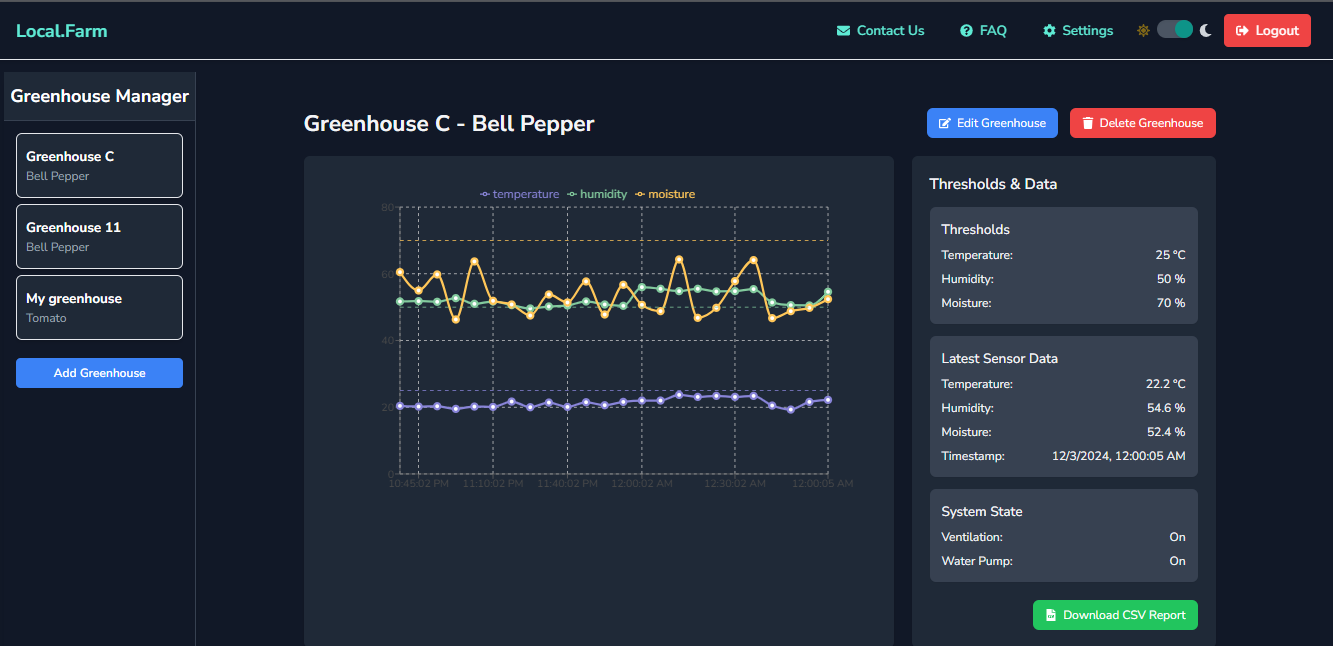 Local.Farm
Contact Us
FAQ
Settings
Logout
Greenhouse Manager
Greenhouse C
Bell Pepper
Greenhouse 11
Bell Pepper
My greenhouse
Tomato
Add Greenhouse
Greenhouse C - Bell Pepper
Edit Greenhouse
Delete Greenhouse
temperature humidity moisture
80
60
40
20
0
10:45:02 PM 11:10:02 PM 11:40:02 PM 12:00:02 AM 12:30:02 AM 12:00:05 AM
Thresholds & Data
Thresholds
Temperature: 25 °C
Humidity: 50 %
Moisture: 70 %
Latest Sensor Data
Temperature: 22.2 °C
Humidity: 54.6 %
Moisture: 52.4 %
Timestamp: 12/3/2024, 12:00:05 AM
System State
Ventilation: On
Water Pump: On
Download CSV Report